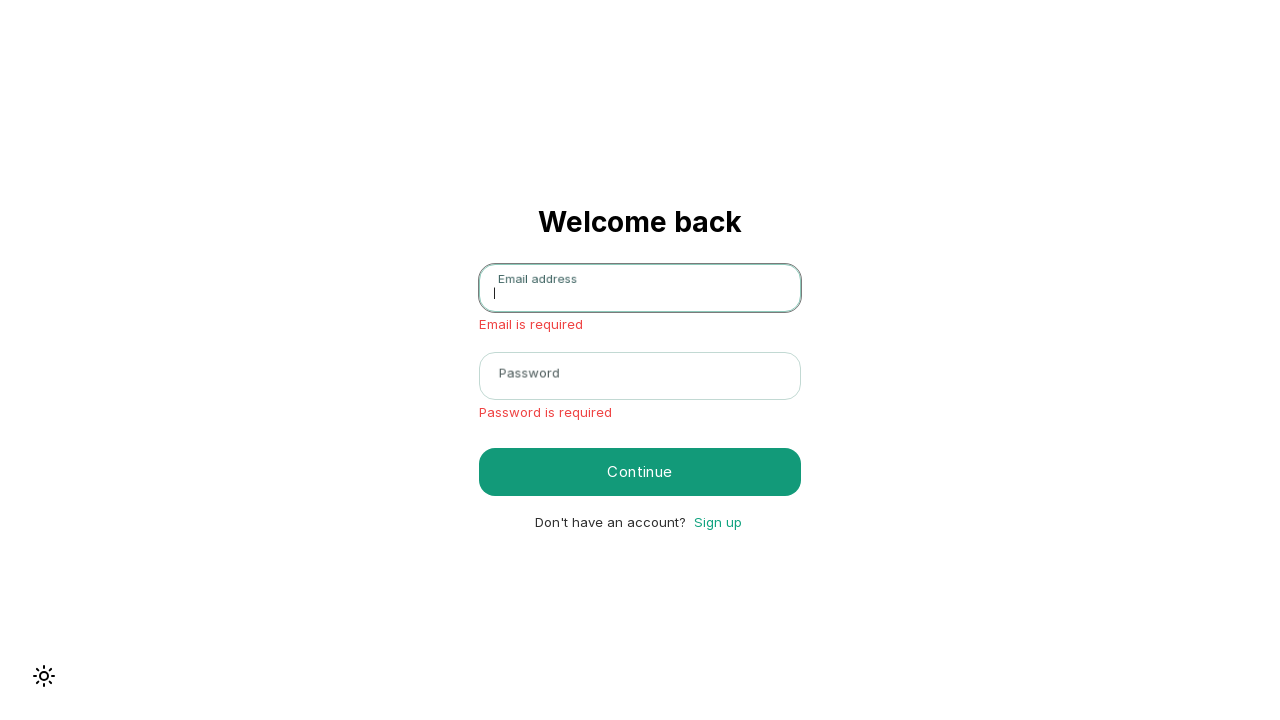 Welcome back
Email address
Email is required
Password
Password is required
Continue
Don't have an account? Sign up